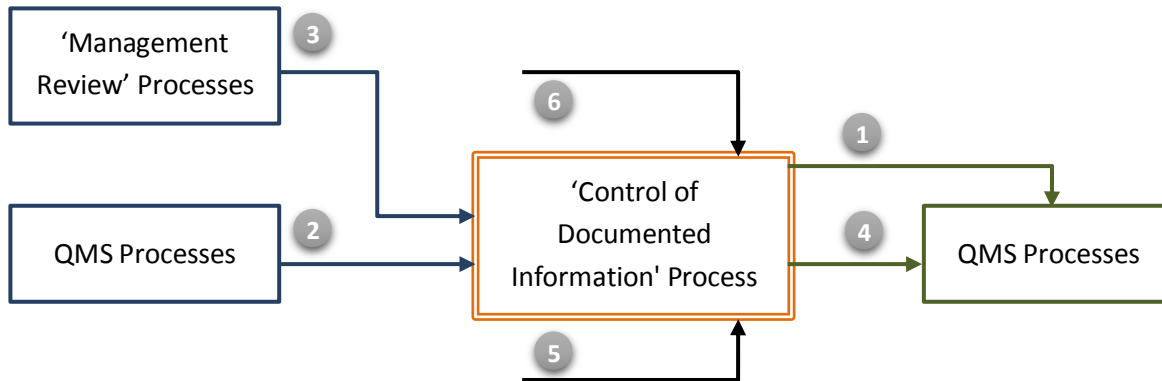 ‘Management
Review’ Processes
3
6
1
‘Control of
Documented
Information' Process
QMS Processes
2
4
QMS Processes
5